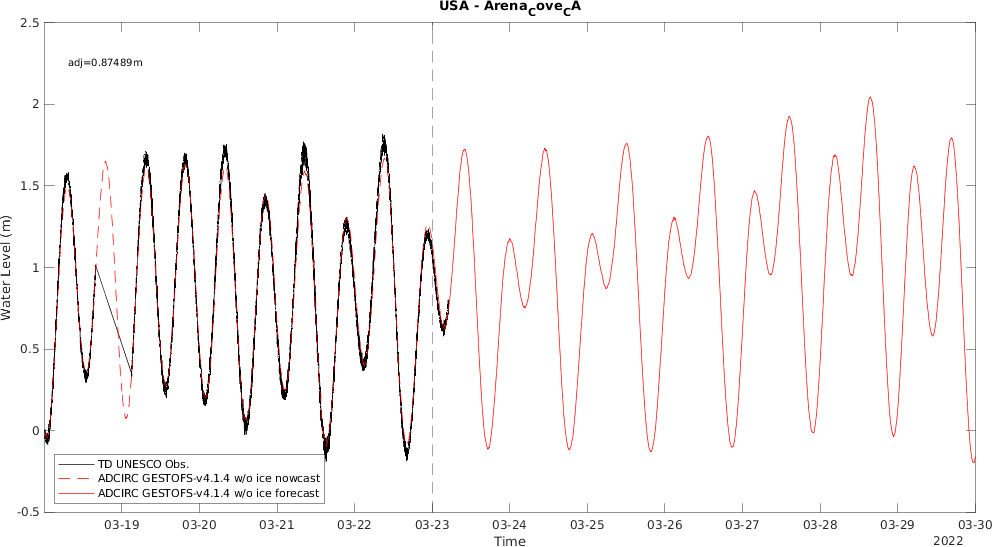 USA - Arena_Cove_CA
2.5
adj=0.87489m
2
1.5
Water Level (m)
1
0.5
0
TD UNESCO Obs.
ADCIRC GESTOFS-v4.1.4 w/o ice nowcast
ADCIRC GESTOFS-v4.1.4 w/o ice forecast
-0.5
03-19 03-20 03-21 03-22 03-23 03-24 03-25 03-26 03-27 03-28 03-29 03-30
Time
2022